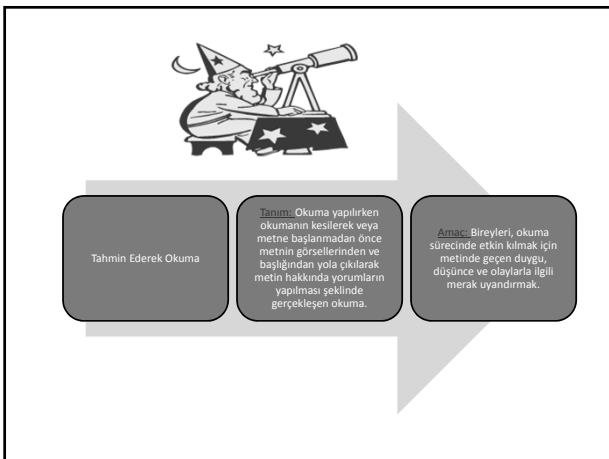 Tahmin Ederek Okuma
Tanım: Okuma yapılırken
okumanın kesilerek veya
metne başlanmadan önce
metnin görsellerinden ve
başlığından yola çıkılarak
metin hakkında yorumların
yapılması şeklinde
gerçekleşen okuma.
Amaç: Bireyleri, okuma
sürecinde etkin kılmak için
metinde geçen duygu,
düşünce ve olaylarla ilgili
merak uyandırmak.